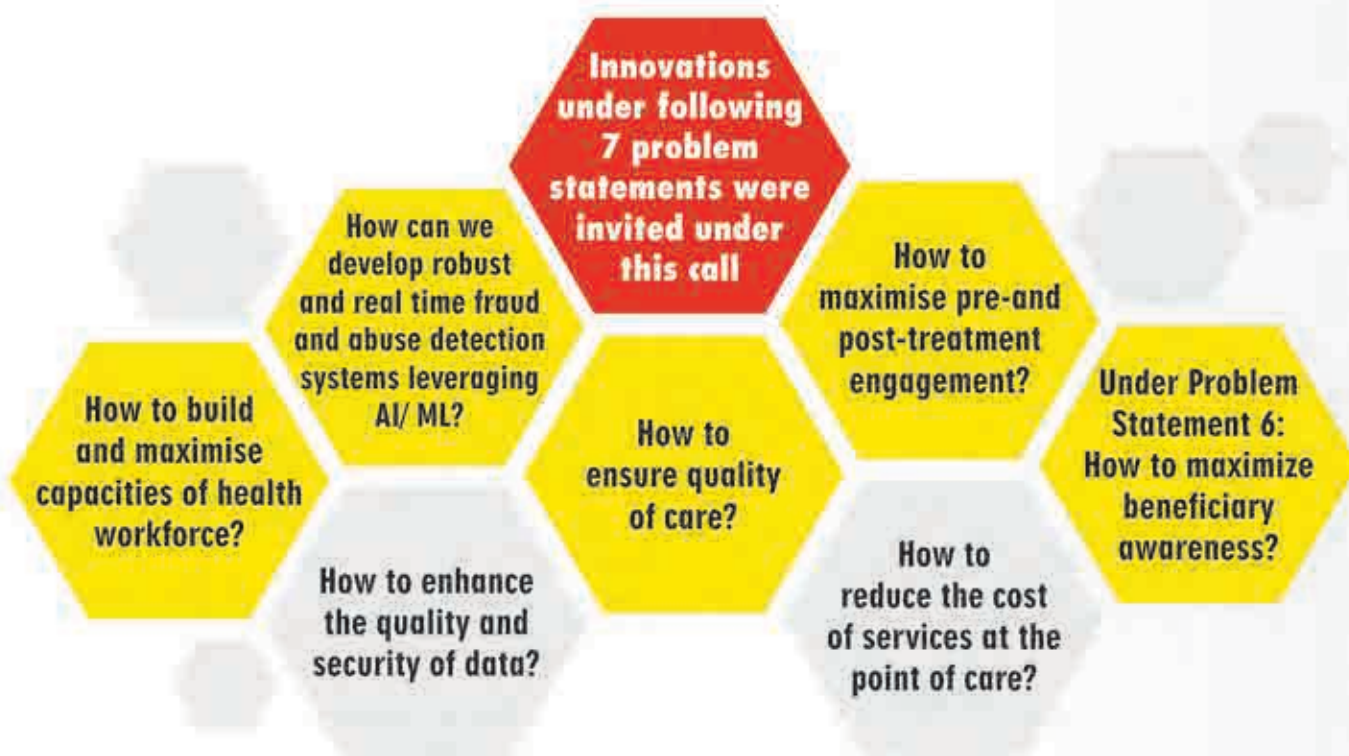 Innovations
under following
7 problem
statements were
invited under
this call
How can we
develop robust
and real time fraud
and abuse detection
systems leveraging
AI/ ML?
How to
maximise pre-and
post-treatment
engagement?
How to build
and maximise
capacities of health
workforce?
How to
ensure quality
of care?
Under Problem
Statement 6:
How to maximize
beneficiary
awareness?
How to enhance
the quality and
security of data?
How to
reduce the cost
of services at the
point of care?